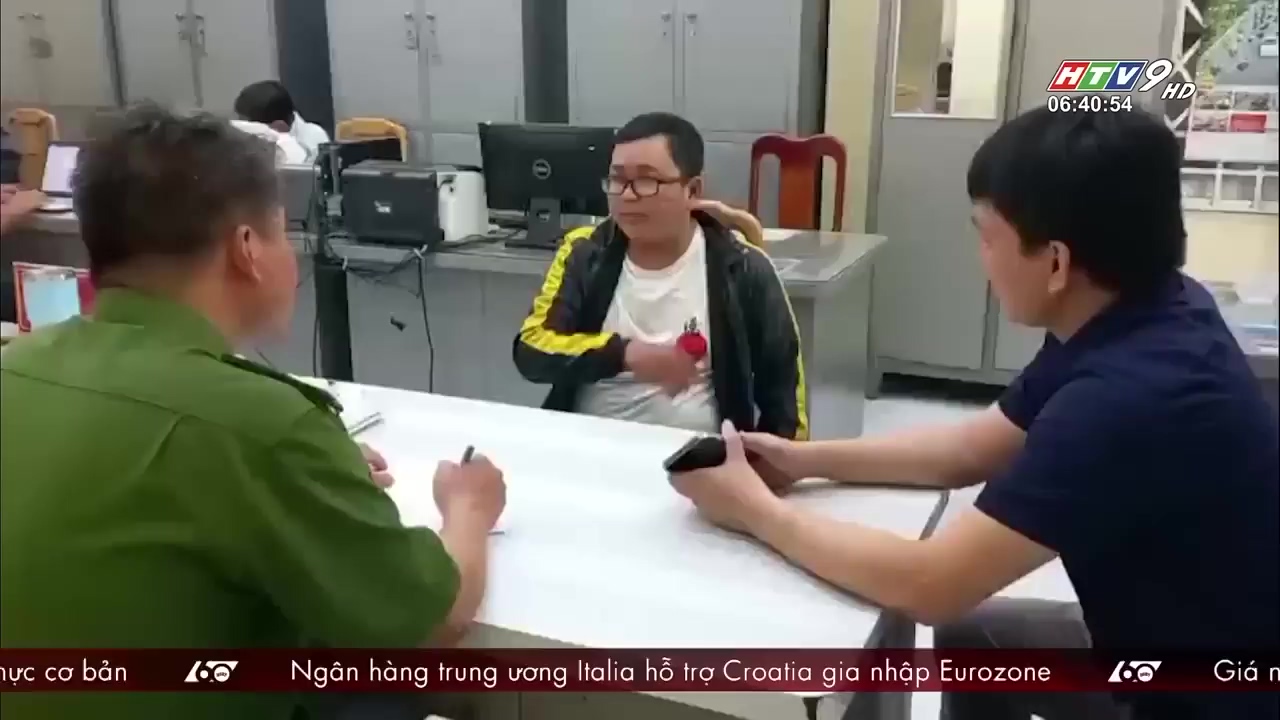 HTV9 HD
06:40:54
DELL
hực cơ bản 60 Ngân hàng trung ương Italia hỗ trợ Croatia gia nhập Eurozone 60 Giá n